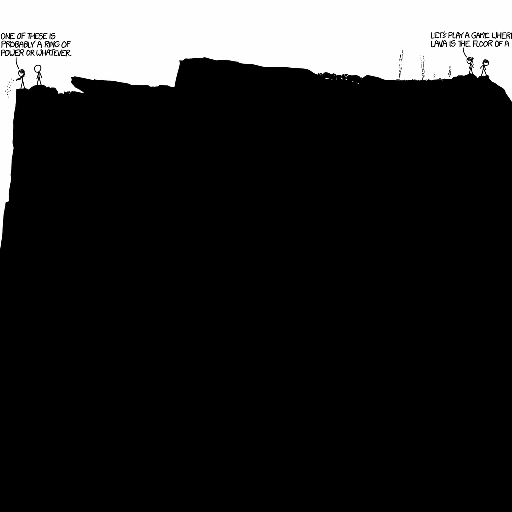 ONE OF THESE IS
PROBABLY A RING OF
POWER OR WHATEVER.
LET'S PLAY A GAME WHERE
LAVA IS THE FLOOR OF A